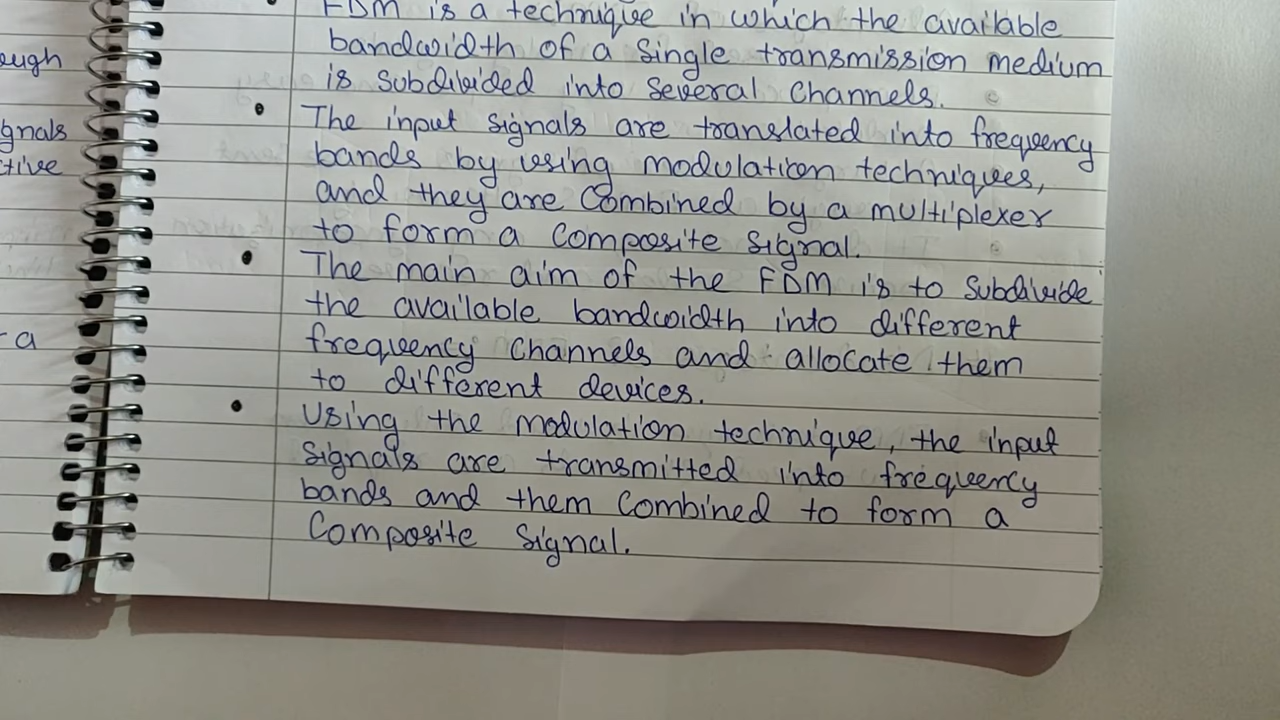 ough
gnals
tive
a
FDM is a technique in which the available
bandwidth of a single transmission medium
is subdivided into several channels.
• The input signals are translated into frequency
bands by using modulation techniques,
and they are combined by a multiplexer
to form a composite signal.
• The main aim of the FDM is to subdivide
the available bandwidth into different
frequency channels and allocate them
to different devices.
• Using the modulation technique, the input
signals are transmitted into frequency
bands and them combined to form a
composite signal.